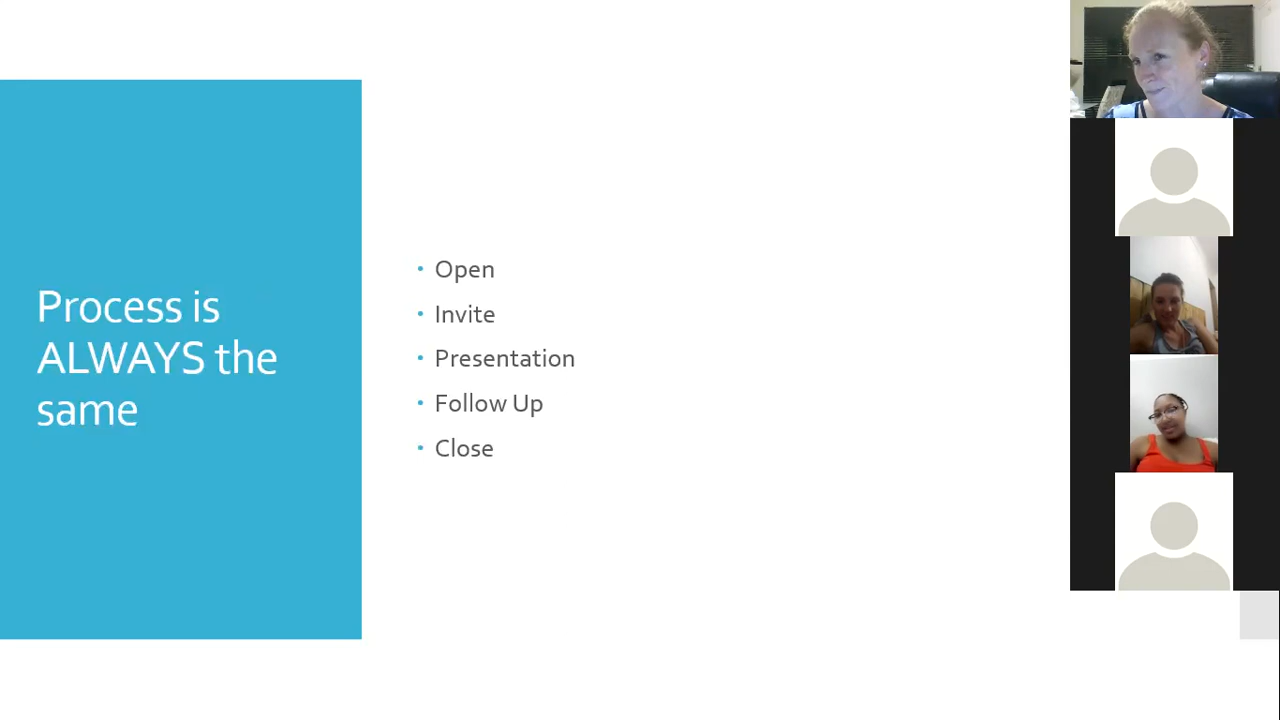 Process is
ALWAYS the
same
Open
Invite
Presentation
Follow Up
Close